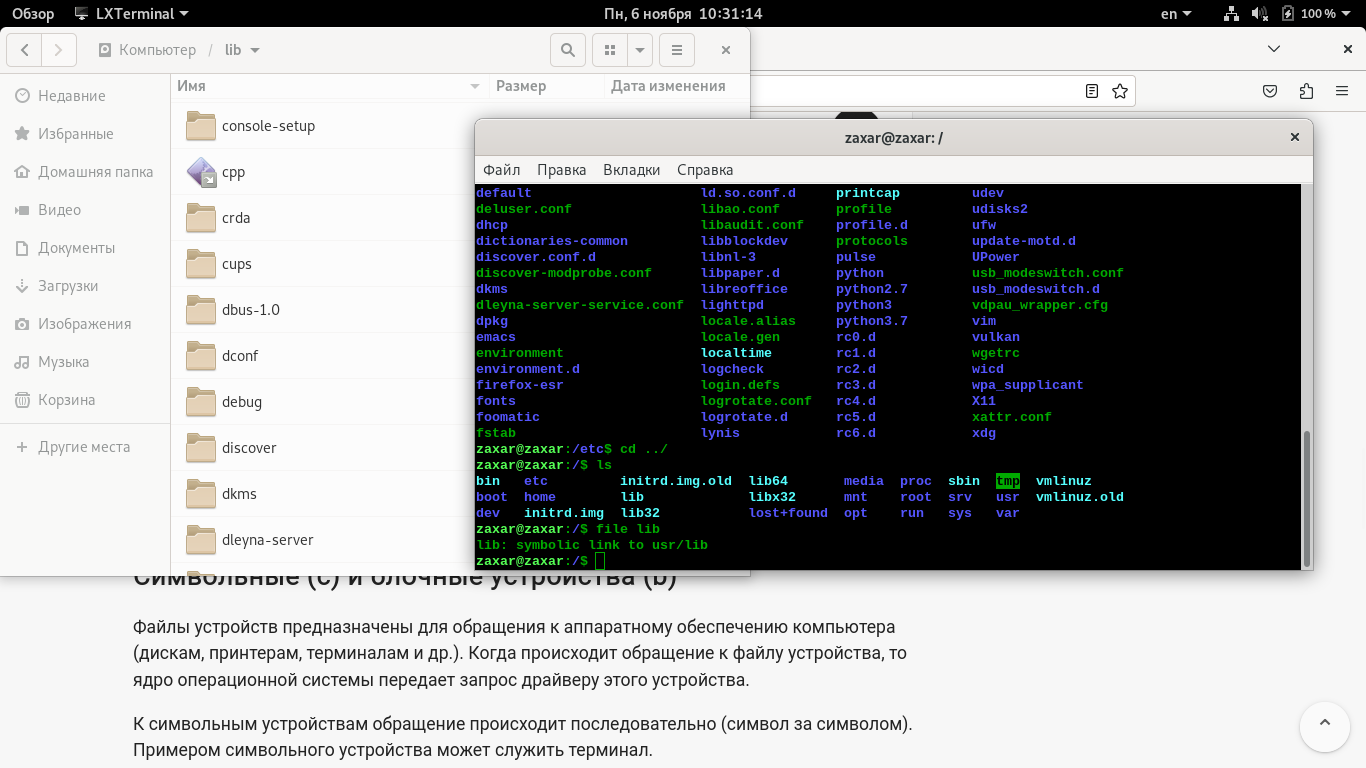 Обзор LXTerminal Пн, 6 ноября 10:31:14 en 100 %
Компьютер / lib
Имя Размер Дата изменения
Недавние
Избранные
Домашняя папка
Видео
Документы
Загрузки
Изображения
Музыка
Корзина
Другие места
console-setup
cpp
crda
cups
dbus-1.0
dconf
debug
discover
dkms
dleyna-server
zaxar@zaxar: /
Файл Правка Вкладки Справка
default ld.so.conf.d printcap udev
deluser.conf libao.conf profile udisks2
dhcp libaudit.conf profile.d ufw
dictionaries-common libblockdev protocols update-motd.d
discover.conf.d libnl-3 pulse UPower
discover-modprobe.conf libpaper.d python usb_modeswitch.conf
dkms libreoffice python2.7 usb_modeswitch.d
dleyna-server-service.conf lighttpd python3 vdpau_wrapper.cfg
dpkg locale.alias python3.7 vim
emacs locale.gen rc0.d vulkan
environment localtime rc1.d wgetrc
environment.d logcheck rc2.d wicd
firefox-esr login.defs rc3.d wpa_supplicant
fonts logrotate.conf rc4.d X11
foomatic logrotate.d rc5.d xattr.conf
fstab lynis rc6.d xdg
zaxar@zaxar:/etc$ cd ../
zaxar@zaxar:/$ ls
bin etc initrd.img.old lib64 media proc sbin tmp vmlinuz
boot home lib libx32 mnt root srv usr vmlinuz.old
dev initrd.img lib32 lost+found opt run sys var
zaxar@zaxar:/$ file lib
lib: symbolic link to usr/lib
zaxar@zaxar:/$
Символьные (c) и блочные устройства (b)
Файлы устройств предназначены для обращения к аппаратному обеспечению компьютера
(дискам, принтерам, терминалам и др.). Когда происходит обращение к файлу устройства, то
ядро операционной системы передает запрос драйверу этого устройства.
К символьным устройствам обращение происходит последовательно (символ за символом).
Примером символьного устройства может служить терминал.